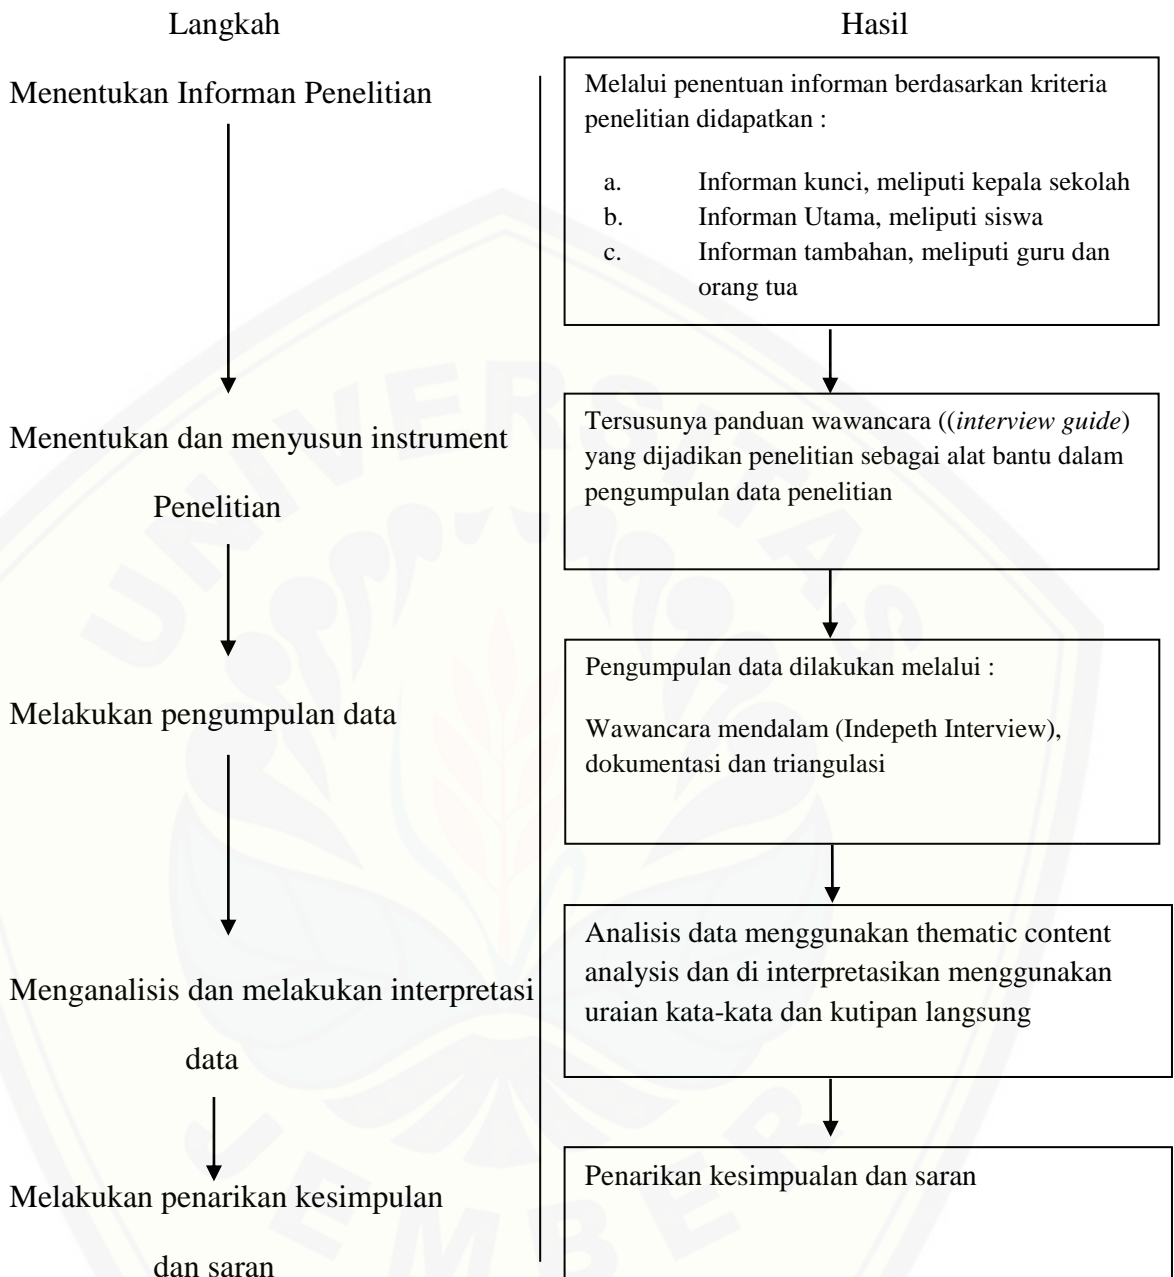 Langkah
Hasil
Menentukan Informan Penelitian
Melalui penentuan informan berdasarkan kriteria
penelitian didapatkan :
a. Informan kunci, meliputi kepala sekolah
b. Informan Utama, meliputi siswa
c. Informan tambahan, meliputi guru dan
orang tua
Menentukan dan menyusun instrument
Penelitian
Tersusunya panduan wawancara ((interview guide)
yang dijadikan penelitian sebagai alat bantu dalam
pengumpulan data penelitian
Melakukan pengumpulan data
Pengumpulan data dilakukan melalui :
Wawancara mendalam (Indepeth Interview),
dokumentasi dan triangulasi
Menganalisis dan melakukan interpretasi
data
Analisis data menggunakan thematic content
analysis dan di interpretasikan menggunakan
uraian kata-kata dan kutipan langsung
Melakukan penarikan kesimpulan
dan saran
Penarikan kesimpualan dan saran
UNIVERSITAS
JEMBER